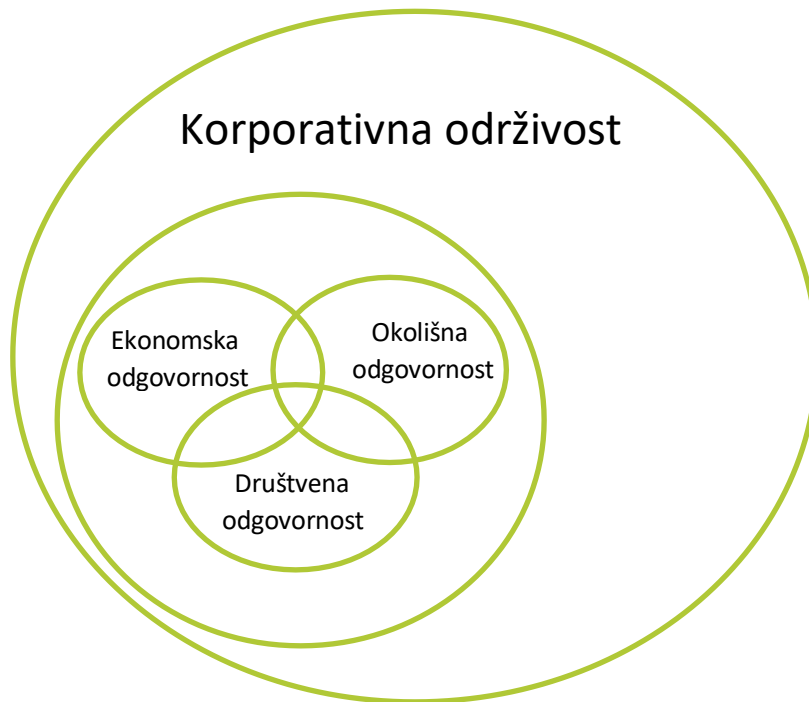 Korporativna održivost
Ekonomska
odgovornost
Okolišna
odgovornost
Društvena
odgovornost